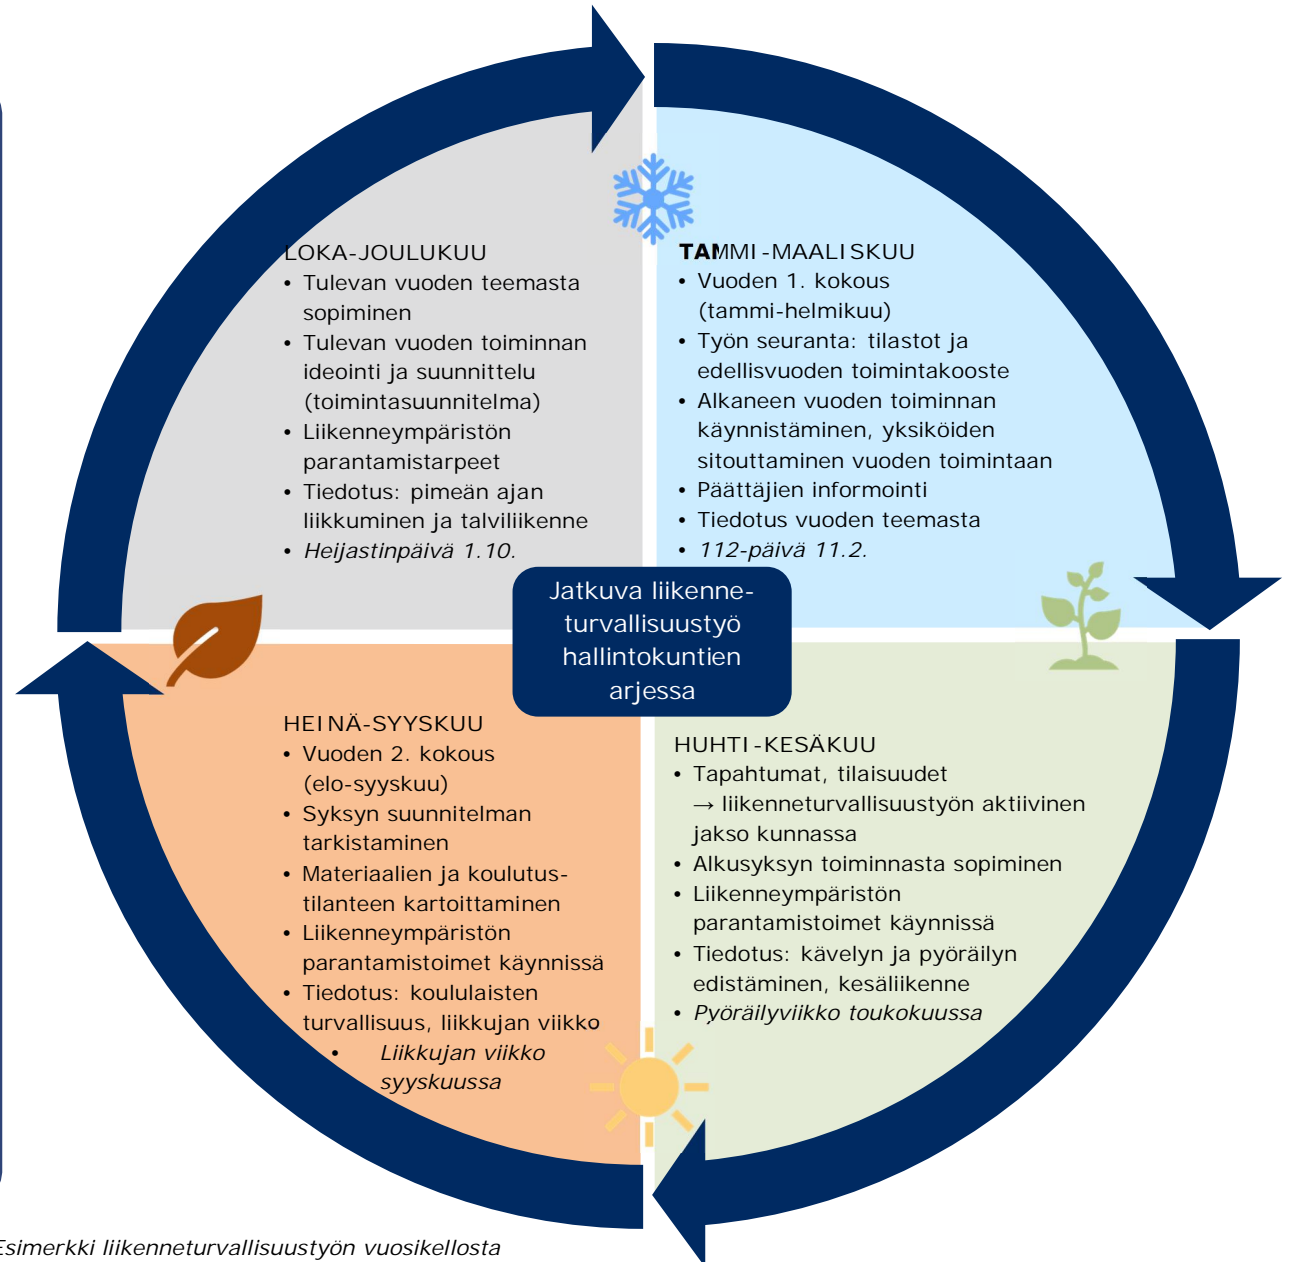 LOKA-JOULUKUU
• Tulevan vuoden teemasta
sopiminen
• Tulevan vuoden toiminnan
ideointi ja suunnittelu
(toimintasuunnitelma)
• Liikenneympäristön
parantamistarpeet
• Tiedotus: pimeän ajan
liikkuminen ja talviliikenne
• Heijastinpäivä 1.10.
TAMMI-MAALISKUU
• Vuoden 1. kokous
(tammi-helmikuu)
• Työn seuranta: tilastot ja
edellisvuoden toimintakooste
• Alkaneen vuoden toiminnan
käynnistäminen, yksiköiden
sitouttaminen vuoden toimintaan
• Päättäjien informointi
• Tiedotus vuoden teemasta
• 112-päivä 11.2.
Jatkuva liikenne-
turvallisuustyö
hallintokuntien
arjessa
HEINÄ-SYYSKUU
• Vuoden 2. kokous
(elo-syyskuu)
• Syksyn suunnitelman
tarkistaminen
• Materiaalien ja koulutus-
tilanteen kartoittaminen
• Liikenneympäristön
parantamistoimet käynnissä
• Tiedotus: koululaisten
turvallisuus, liikkujan viikko
• Liikkujan viikko
syyskuussa
HUHTI-KESÄKUU
• Tapahtumat, tilaisuudet
→ liikenneturvallisuustyön aktiivinen
jakso kunnassa
• Alkusyksyn toiminnasta sopiminen
• Liikenneympäristön
parantamistoimet käynnissä
• Tiedotus: kävelyn ja pyöräilyn
edistäminen, kesäliikenne
• Pyöräilyviikko toukokuussa
Esimerkki liikenneturvallisuustyön vuosikellosta